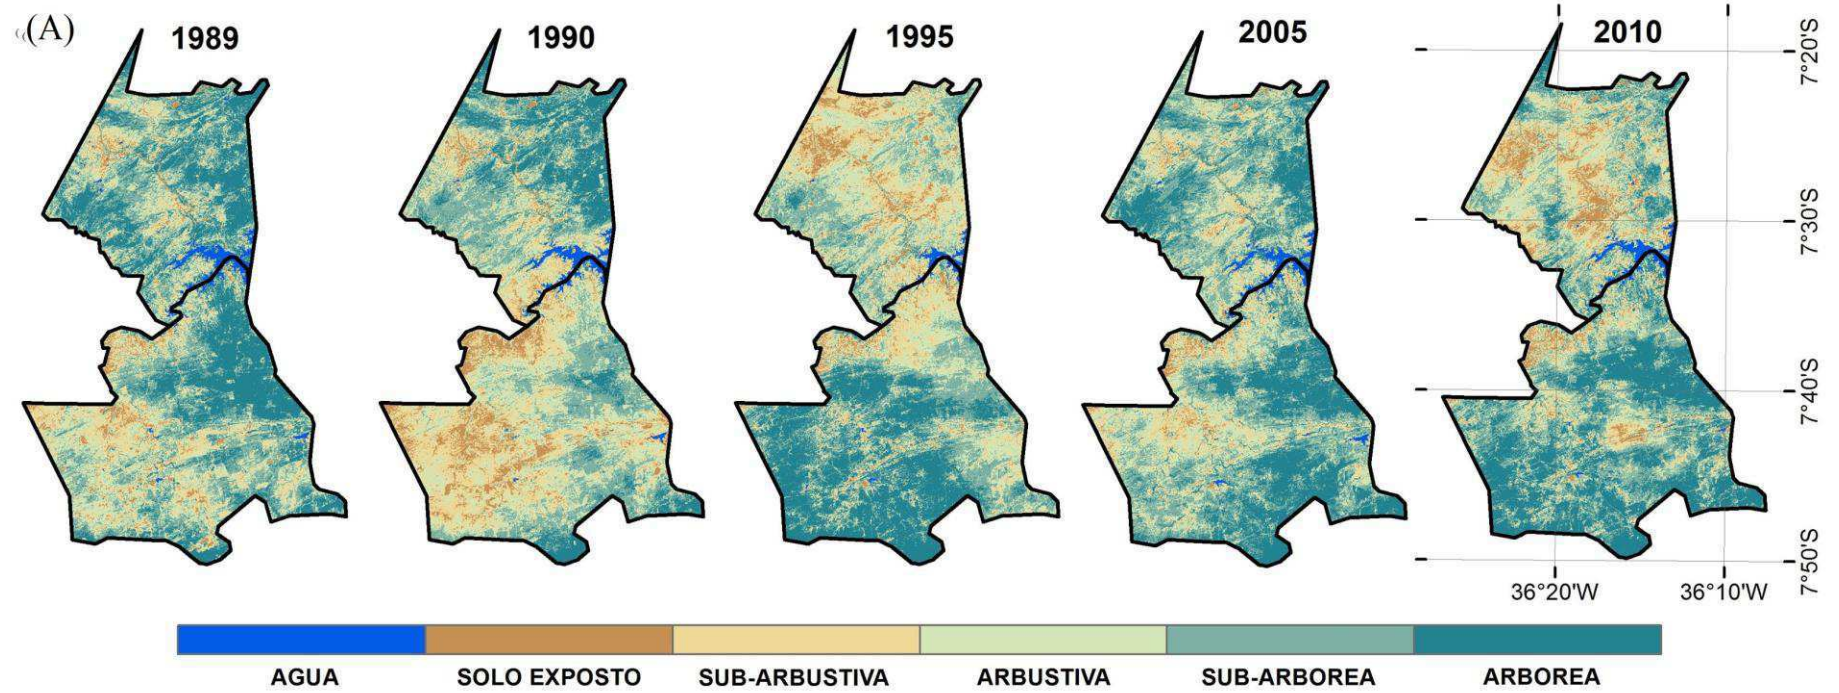 (A)
1989 1990 1995 2005 2010
7°20'S
7°30'S
7°40'S
7°50'S
36°20'W 36°10'W
AGUA SOLO EXPOSTO SUB-ARBUSTIVA ARBUSTIVA SUB-ARBOREA ARBOREA